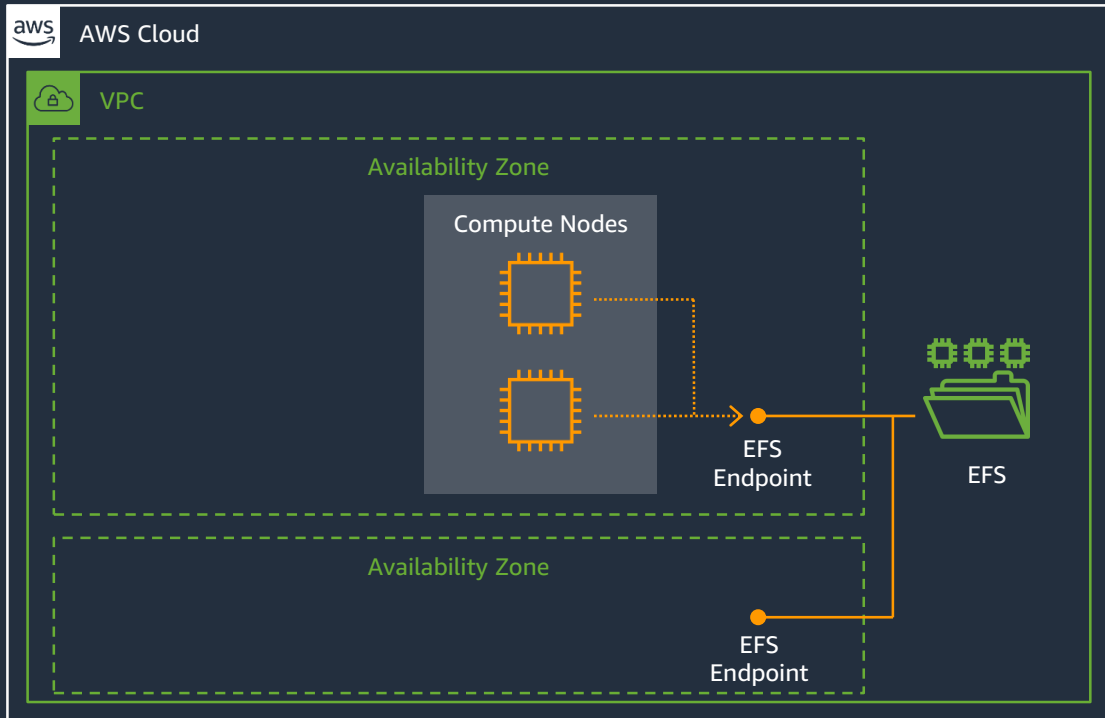 aws
AWS Cloud
VPC
Availability Zone
Compute Nodes
EFS
Endpoint
EFS
Availability Zone
EFS
Endpoint